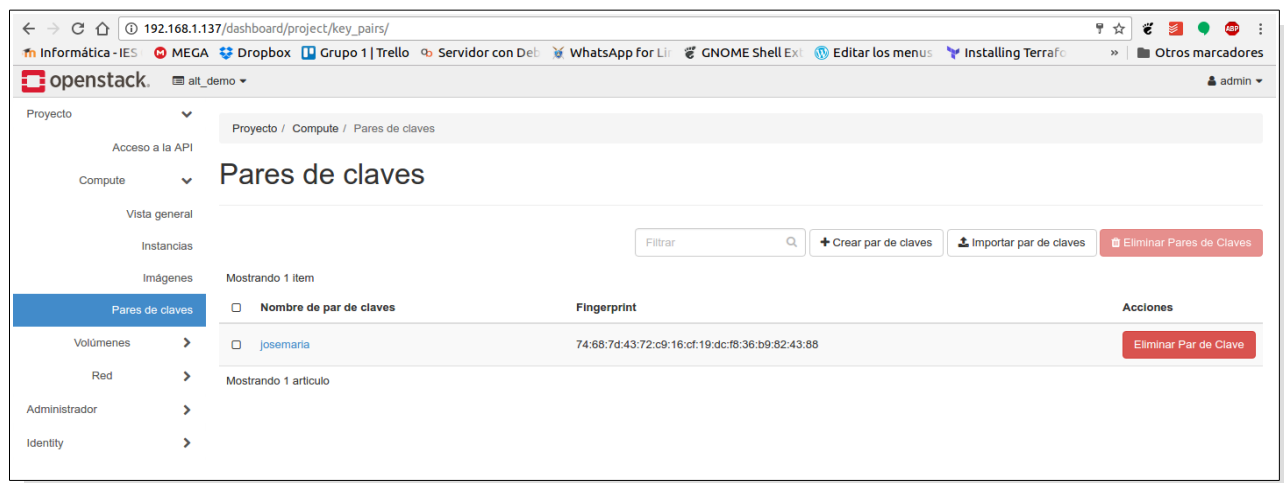 192.168.1.137/dashboard/project/key_pairs/
Informática - IES MEGA Dropbox Grupo 1 | Trello Servidor con Deb WhatsApp for Lin GNOME Shell Ext Editar los menus Installing Terrafo » Otros marcadores
openstack. alt_demo admin
Proyecto
Acceso a la API
Compute
Vista general
Instancias
Imágenes
Pares de claves
Volúmenes
Red
Administrador
Identity
Proyecto / Compute / Pares de claves
Pares de claves
Filtrar Crear par de claves Importar par de claves Eliminar Pares de Claves
Mostrando 1 item
Nombre de par de claves Fingerprint Acciones
josemaria 74:68:7d:43:72:c9:16:cf:19:dc:f8:36:b9:82:43:88 Eliminar Par de Clave
Mostrando 1 articulo